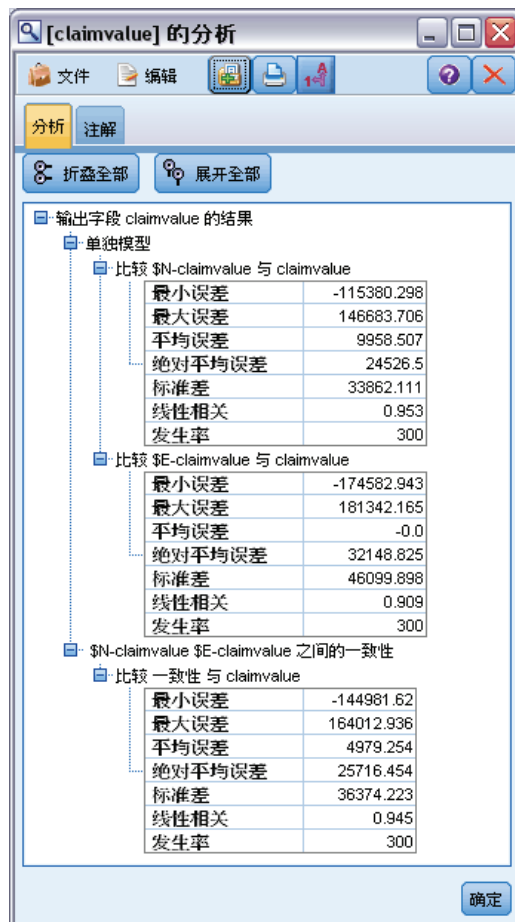 [claimvalue] 的分析
文件 编辑
分析 注解
折叠全部 展开全部
输出字段 claimvalue 的结果
单独模型
比较 $N-claimvalue 与 claimvalue
最小误差 -115380.298
最大误差 146683.706
平均误差 9958.507
绝对平均误差 24526.5
标准差 33862.111
线性相关 0.953
发生率 300
比较 $E-claimvalue 与 claimvalue
最小误差 -174582.943
最大误差 181342.165
平均误差 -0.0
绝对平均误差 32148.825
标准差 46099.898
线性相关 0.909
发生率 300
$N-claimvalue $E-claimvalue 之间的一致性
比较 一致性 与 claimvalue
最小误差 -144981.62
最大误差 164012.936
平均误差 4979.254
绝对平均误差 25716.454
标准差 36374.223
线性相关 0.945
发生率 300
确定